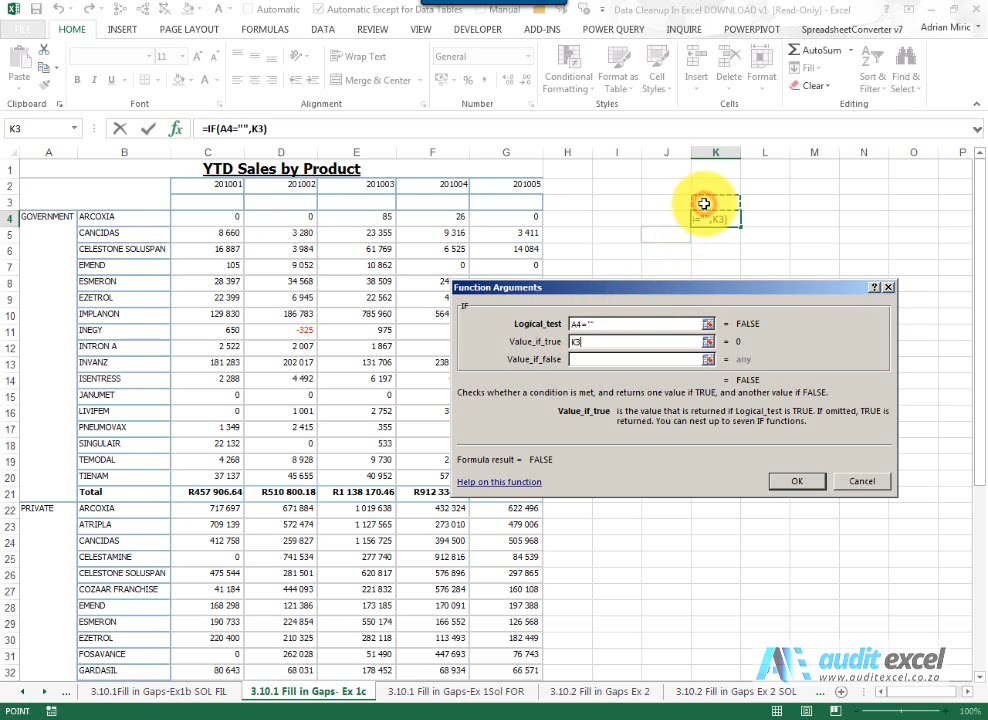 Automatic
Automatic Except for Data Tables
Manual
Data Cleanup In Excel DOWNLOAD v1. [Read-Only] - Excel
FILE HOME INSERT PAGE LAYOUT FORMULAS DATA REVIEW VIEW DEVELOPER ADD-INS POWER QUERY INQUIRE POWERPIVOT SpreadsheetConverter v7 Adrian Miric
11 A A Wrap Text General AutoSum
Paste B I U A Merge & Center % Conditional Formatting Format as Table Cell Styles Insert Delete Format Fill Clear Sort & Filter Find & Select
Clipboard Font Alignment Number Styles Cells Editing
K3 fx =IF(A4="",K3)
A B C D E F G H I J K L M N O P
1 YTD Sales by Product
2 201001 201002 201003 201004 201005
3
4 GOVERNMENT ARCOXIA 0 0 85 26 0 ="",K3)
5 CANCIDAS 8 660 3 280 23 355 9 316 3 411
6 CELESTONE SOLUSPAN 16 887 3 984 61 769 6 525 14 084
7 EMEND 105 9 052 10 862 0 0
8 ESMERON 28 397 34 568 38 509 24
9 EZETROL 22 399 6 945 22 562 4
10 IMPLANON 129 830 186 783 785 960 564
11 INEGY 650 -325 975
12 INTRON A 2 522 2 007 1 867
13 INVANZ 181 283 202 017 131 706 238
14 ISENTRESS 2 288 4 492 6 197
15 JANUMET 0 0 0
16 LIVIFEM 0 1 001 2 752 3
17 PNEUMOVAX 1 349 2 415 355
18 SINGULAIR 22 132 0 533
19 TEMODAL 4 268 8 928 9 730 2
20 TIENAM 37 137 45 655 40 952 57
21 Total R457 906.64 R510 800.18 R1 138 170.46 R912 33
22 PRIVATE ARCOXIA 717 697 671 884 1 019 638 432 324 622 496
23 ATRIPLA 709 139 572 474 1 127 565 273 010 479 006
24 CANCIDAS 412 758 259 827 1 156 725 394 500 505 968
25 CELESTAMINE 0 741 534 277 740 912 816 84 539
26 CELESTONE SOLUSPAN 475 544 281 501 620 817 576 896 297 865
27 COZAAR FRANCHISE 41 184 444 093 221 832 576 284 160 108
28 EMEND 168 298 121 386 173 185 170 091 197 388
29 ESMERON 190 733 224 854 550 174 166 552 126 568
30 EZETROL 220 400 210 325 282 118 113 493 182 449
31 FOSAVANCE 0 262 028 51 490 447 693 76 743
32 GARDASIL 80 643 68 031 178 452 68 934 66 571
Function Arguments
IF
Logical_test A4="" = FALSE
Value_if_true K3 = 0
Value_if_false = any
= FALSE
Checks whether a condition is met, and returns one value if TRUE, and another value if FALSE.
Value_if_true is the value that is returned if Logical_test is TRUE. If omitted, TRUE is
returned. You can nest up to seven IF functions.
Formula result = FALSE
Help on this function
OK Cancel
audit excel
www.auditexcel.co.za
... 3.10.1Fill in Gaps-Ex1b SOL FIL 3.10.1 Fill in Gaps- Ex 1c 3.10.1 Fill in Gaps-Ex 1Sol FOR 3.10.2 Fill in Gaps Ex 2 3.10.2 Fill in Gaps Ex 2 SOL ...
POINT 100%